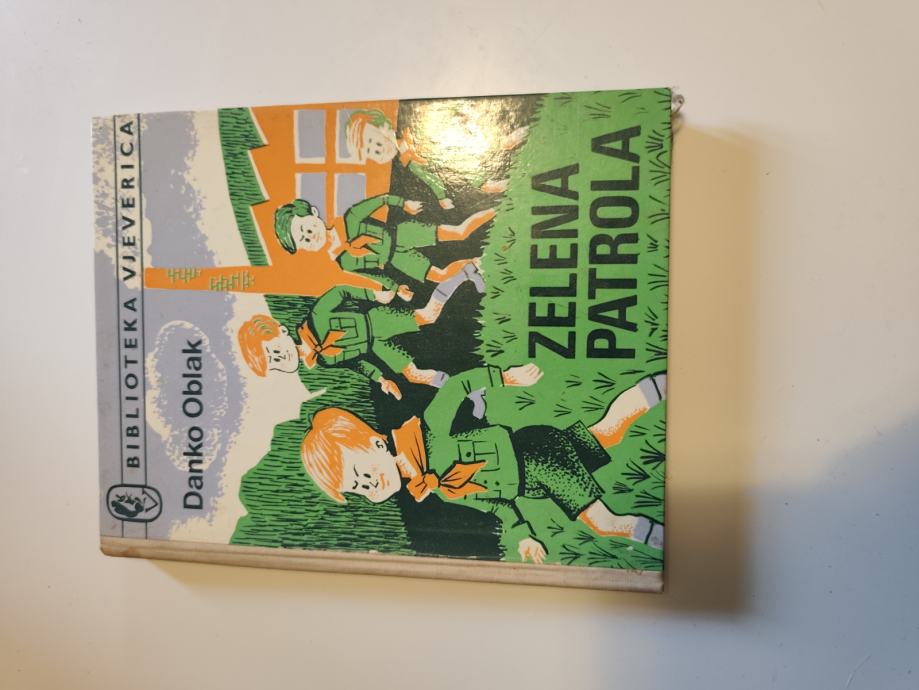 BIBLIOTEKA VJEVERICA
Danko Oblak
ZELENA
PATROLA